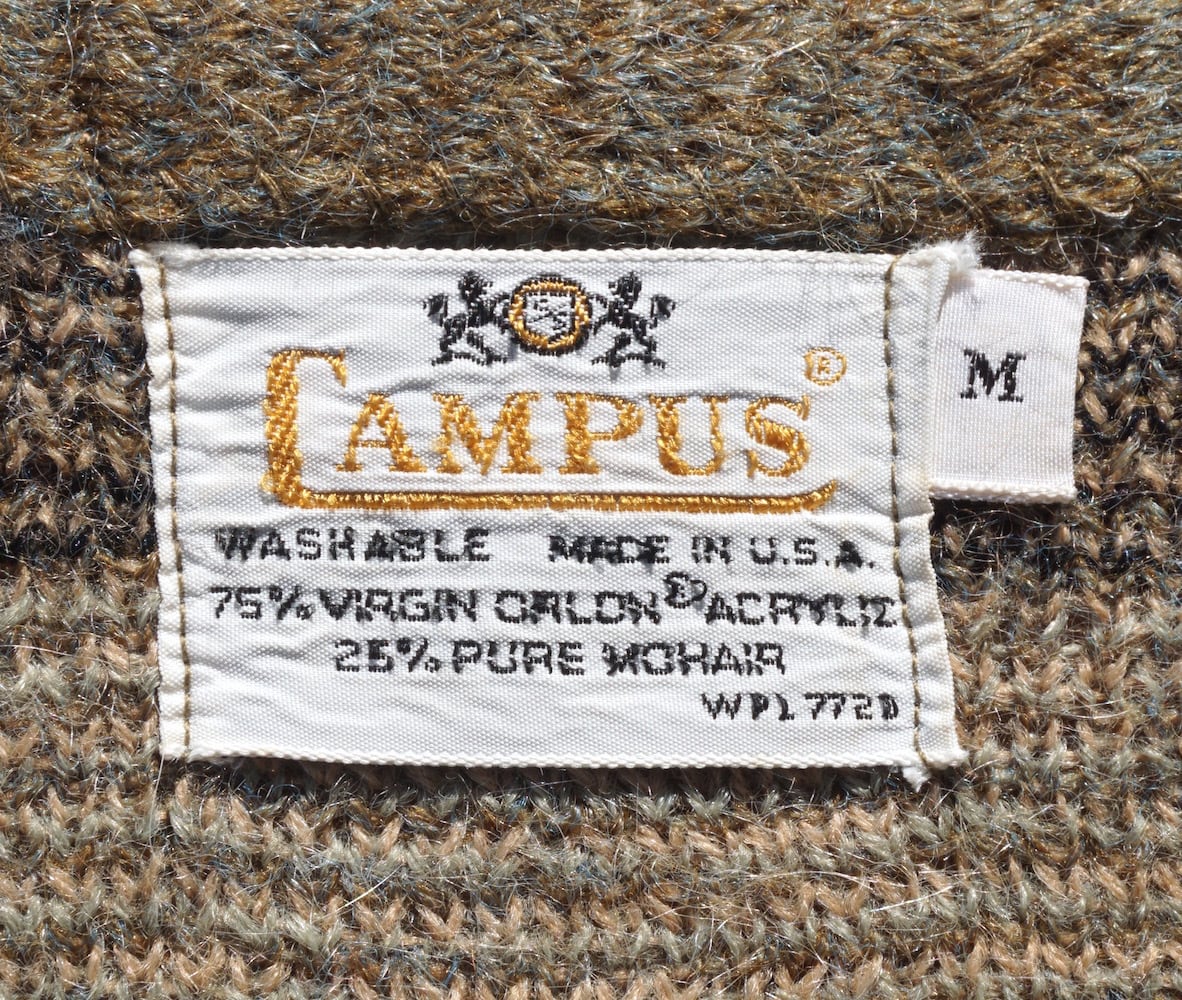 CAMPUS®
M
WASHABLE MADE IN U.S.A.
75% VIRGIN ORLON® ACRYLIC
25% PURE MOHAIR
WPL 7720